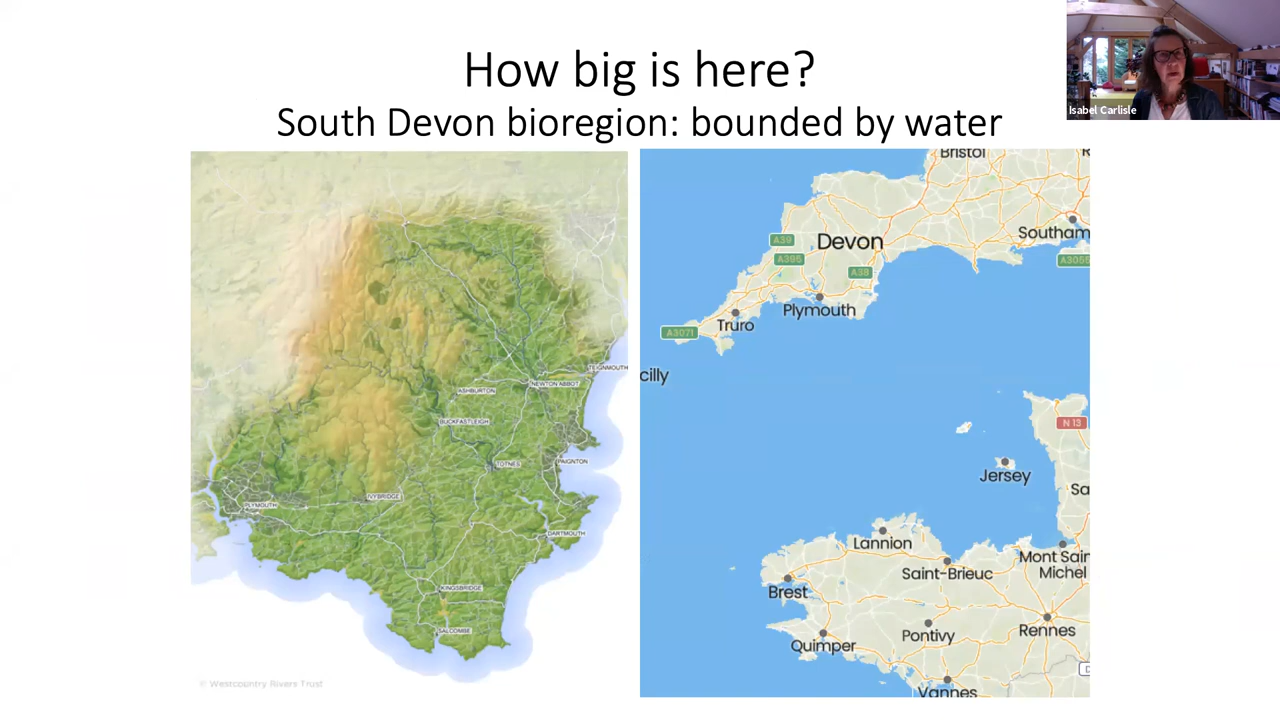 How big is here?
South Devon bioregion: bounded by water
Isabel Carlisle
TEIGNMOUTH
NEWTON ABBOT
ASHBURTON
BUCKFASTLEIGH
PAIGNTON
TOTNES
IVYBRIDGE
PLYMOUTH
DARTMOUTH
KINGSBRIDGE
SALCOMBE
© Westcountry Rivers Trust
Bristol
R
Southam
A39
Devon
A395
A38
A3055
Plymouth
Truro
A3071
cilly
N 13
Jersey
Sa
Lannion
Saint-Brieuc
Mont Sain
Michel
Brest
Pontivy
Rennes
Quimper
Vannes